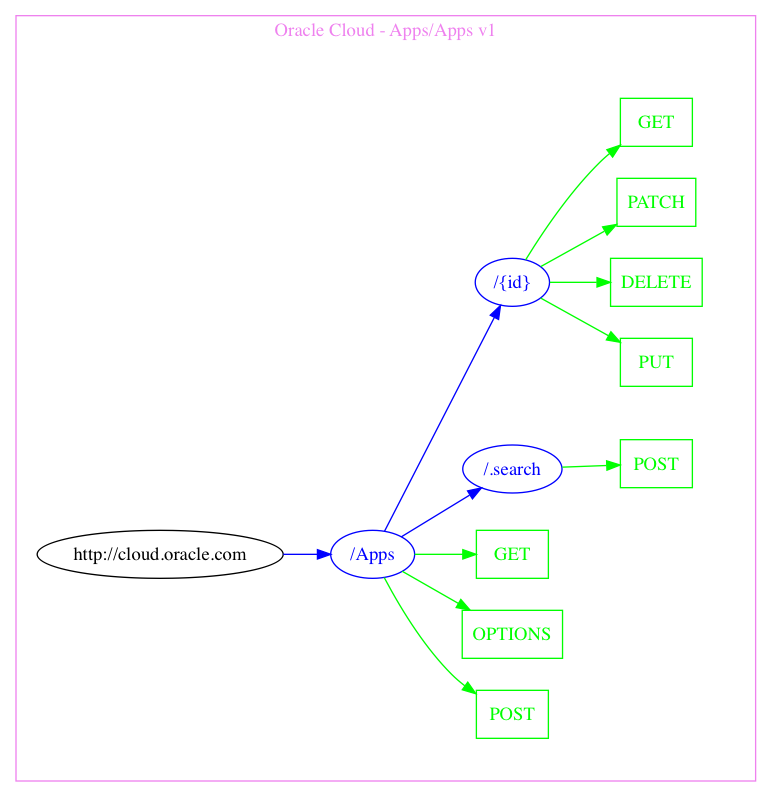 Oracle Cloud - Apps/Apps v1
GET
PATCH
/{id}
DELETE
PUT
/.search
POST
http://cloud.oracle.com
/Apps
GET
OPTIONS
POST